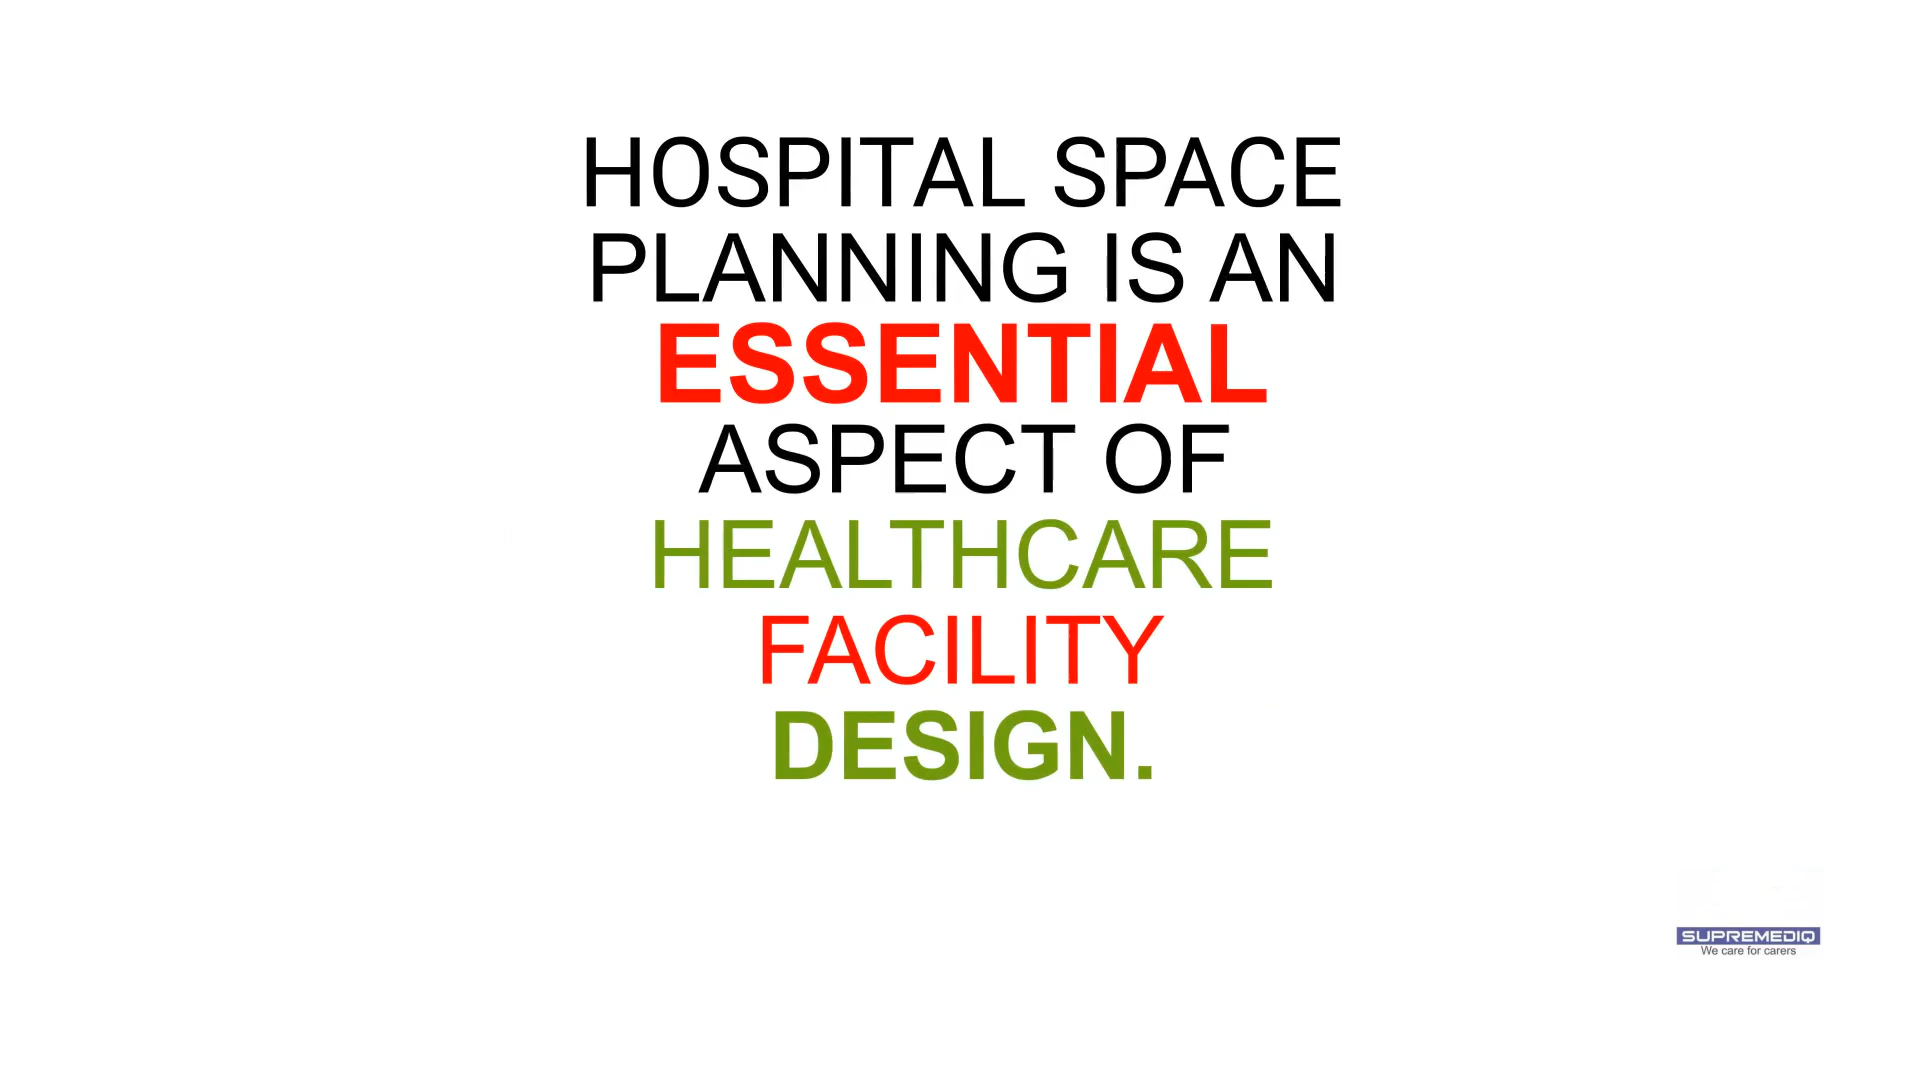 HOSPITAL SPACE
PLANNING IS AN
ESSENTIAL
ASPECT OF
HEALTHCARE
FACILITY
DESIGN.
SUPREMEDIQ
We care for carers